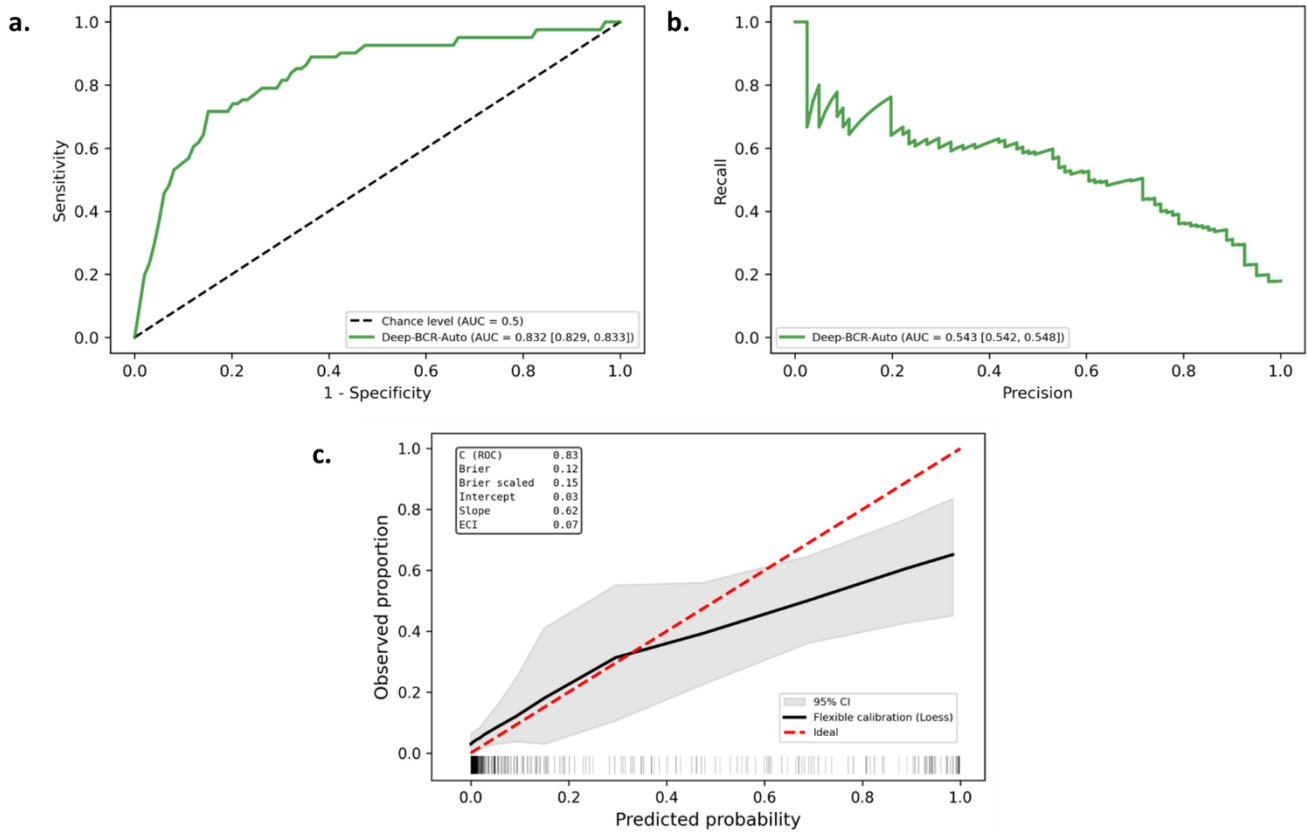 a.
1.0
0.8
0.6
0.4
0.2
0.0
Sensitivity
0.0 0.2 0.4 0.6 0.8 1.0
1 - Specificity
Chance level (AUC = 0.5)
Deep-BCR-Auto (AUC = 0.832 [0.829, 0.833])
b.
1.0
0.8
0.6
0.4
0.2
0.0
Recall
0.0 0.2 0.4 0.6 0.8 1.0
Precision
Deep-BCR-Auto (AUC = 0.543 [0.542, 0.548])
c.
1.0
0.8
0.6
0.4
0.2
0.0
Observed proportion
C (ROC) 0.83
Brier 0.12
Brier scaled 0.15
Intercept 0.03
Slope 0.62
ECI 0.07
95% CI
Flexible calibration (Loess)
Ideal
0.0 0.2 0.4 0.6 0.8 1.0
Predicted probability